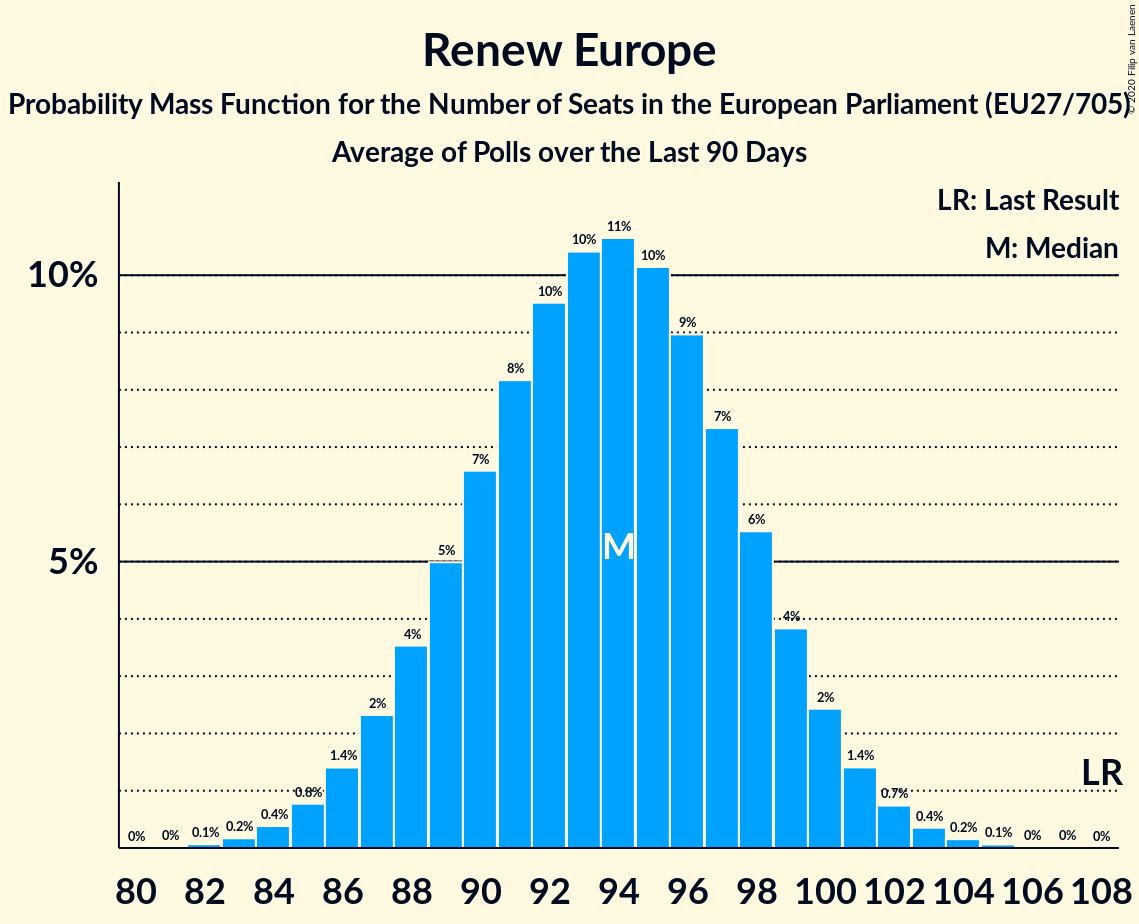 Renew Europe
Probability Mass Function for the Number of Seats in the European Parliament (EU27/705)
Average of Polls over the Last 90 Days
© 2020 Filip van Laenen
LR: Last Result
M: Median
10%
5%
0% 0% 0.1% 0.2% 0.4% 0.8% 1.4% 2% 4% 5% 7% 8% 10% 10% 11% 10% 9% 7% 6% 4% 2% 1.4% 0.7% 0.4% 0.2% 0.1% 0% 0% 0%
M
LR
80 82 84 86 88 90 92 94 96 98 100 102 104 106 108